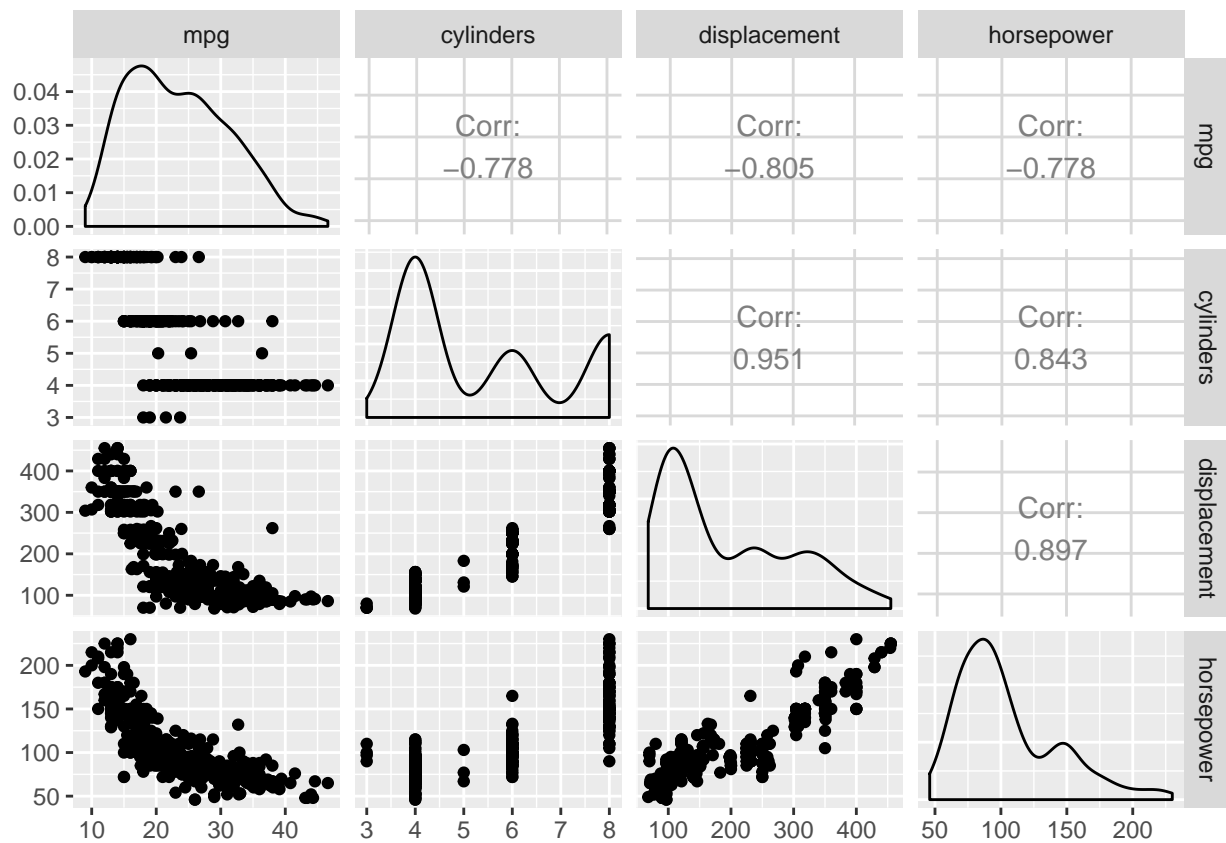 mpg cylinders displacement horsepower
0.04
0.03
0.02
0.01
0.00
Corr:
−0.778
Corr:
−0.805
Corr:
−0.778
mpg
8
7
6
5
4
3
Corr:
0.951
Corr:
0.843
cylinders
400
300
200
100
Corr:
0.897
displacement
200
150
100
50
horsepower
10 20 30 40 3 4 5 6 7 8 100 200 300 400 50 100 150 200